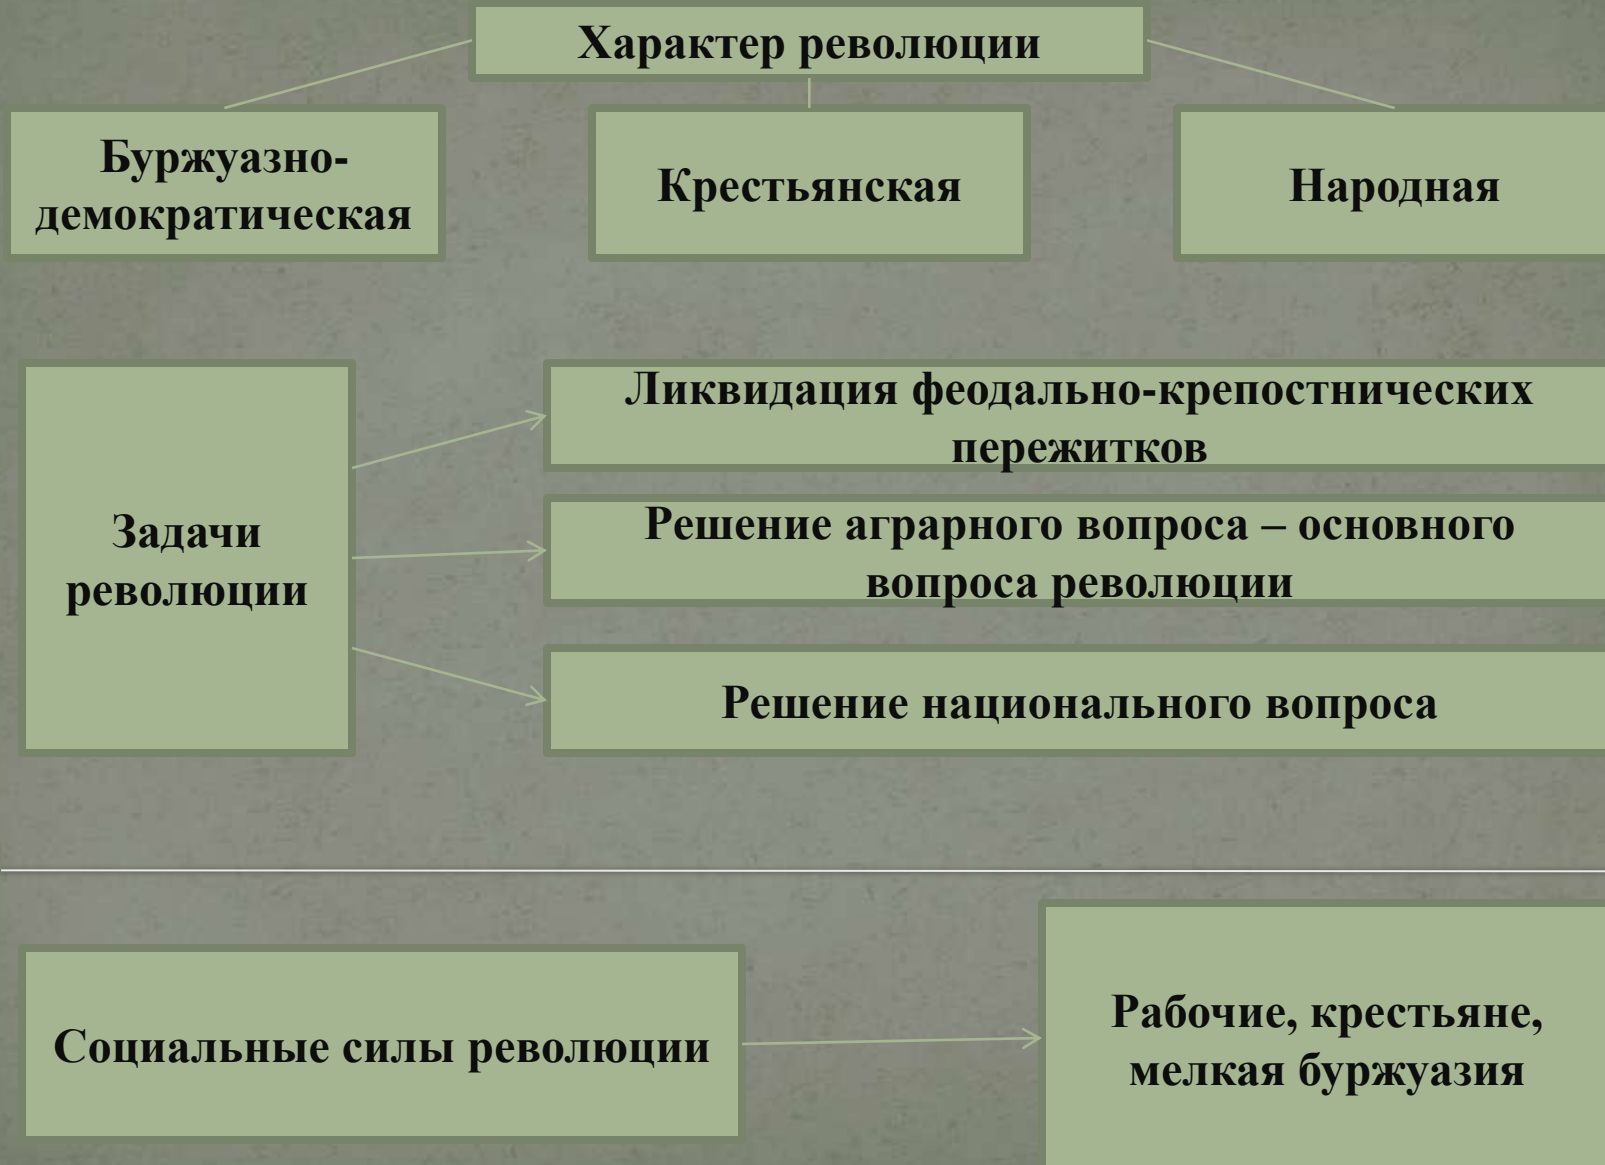 Характер революции
Буржуазно-
демократическая
Крестьянская
Народная
Задачи
революции
Ликвидация феодально-крепостнических
пережитков
Решение аграрного вопроса – основного
вопроса революции
Решение национального вопроса
Социальные силы революции
Рабочие, крестьяне,
мелкая буржуазия